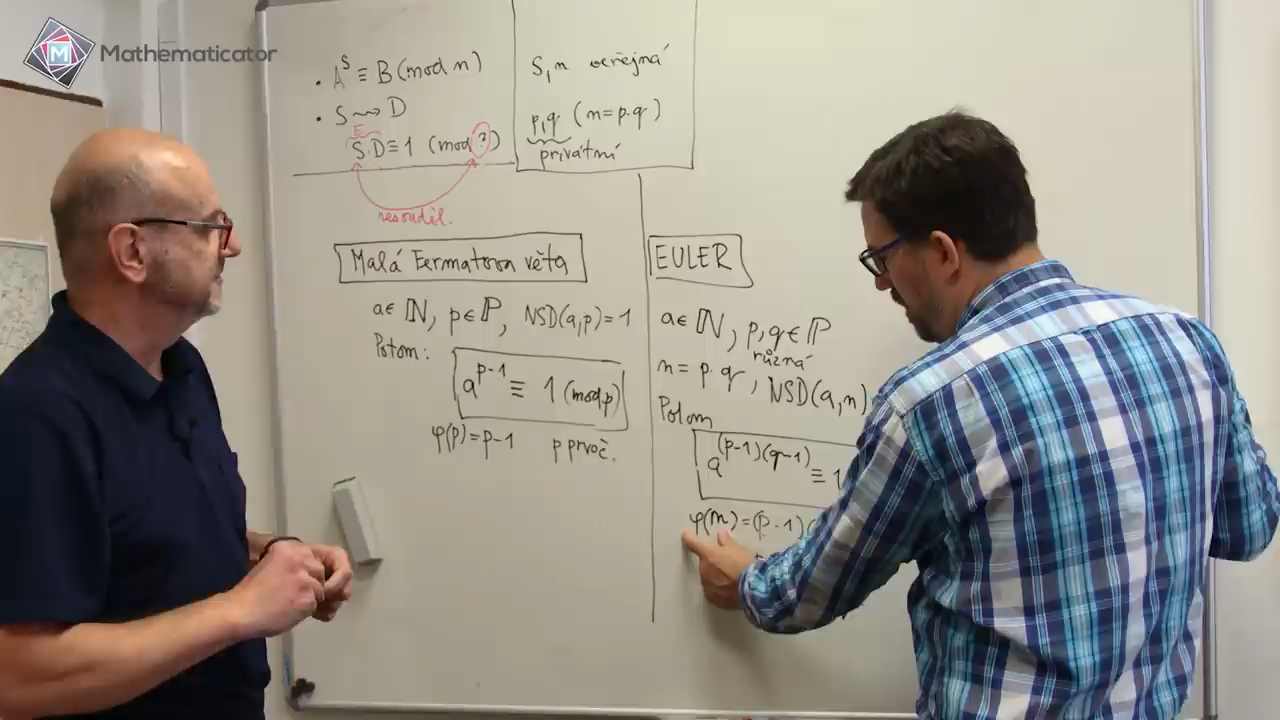 Mathematicator
• A^S ≡ B (mod n)
• S ⇝ D
E
S·D ≡ 1 (mod ?)
nesouděl.
S, n veřejná
p, q (n = p·q)
privátní
Malá Fermatova věta
a ∈ ℕ, p ∈ ℙ, NSD(a,p) = 1
Potom:
a^(p-1) ≡ 1 (mod p)
φ(p) = p-1 p prvoč.
EULER
a ∈ ℕ, p, q ∈ ℙ
různá
n = p·q, NSD(a,n)
Potom
a^((p-1)(q-1)) ≡ 1
φ(n) = (p-1)(